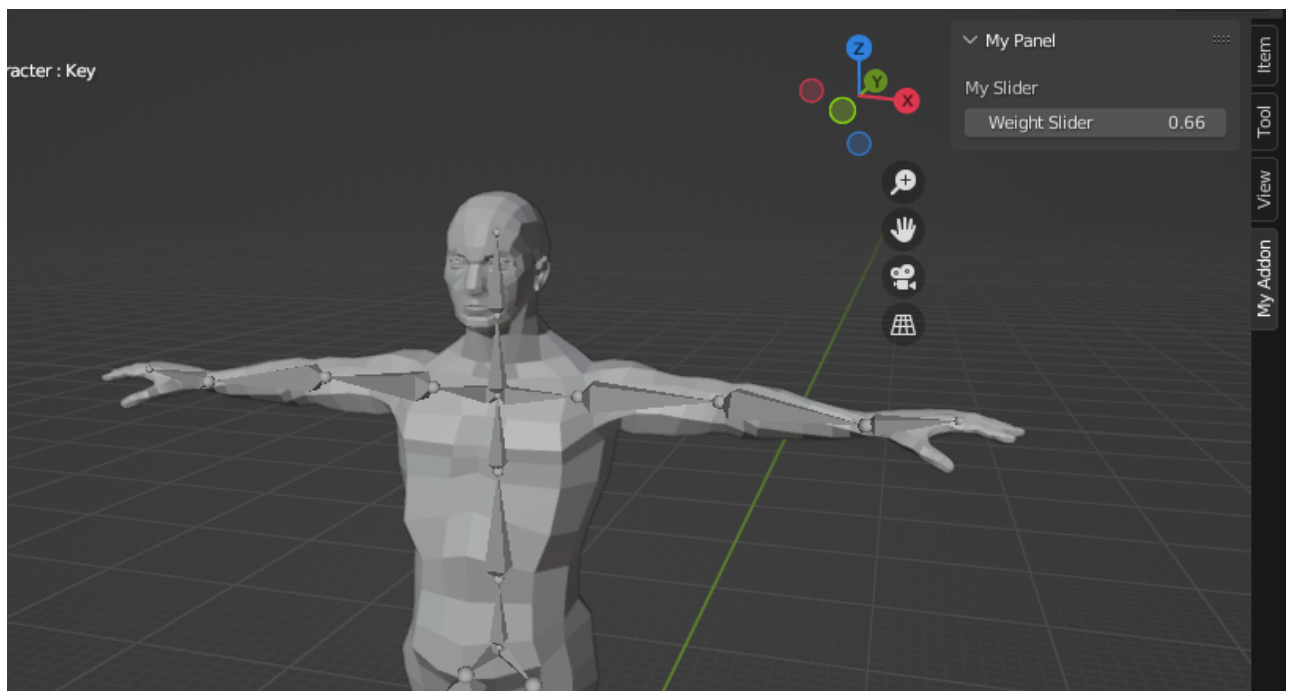 racter : Key
Z
Y
X
My Panel
My Slider
Weight Slider 0.66
Item
Tool
View
My Addon